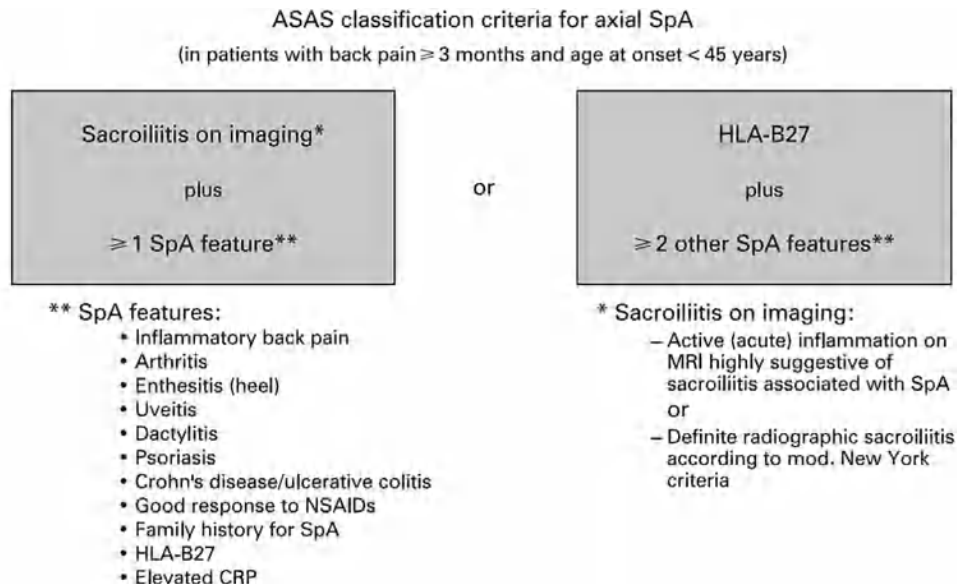 ASAS classification criteria for axial SpA
(in patients with back pain ⩾ 3 months and age at onset < 45 years)
Sacroiliitis on imaging*
plus
⩾ 1 SpA feature**
or
HLA-B27
plus
⩾ 2 other SpA features**
** SpA features:
• Inflammatory back pain
• Arthritis
• Enthesitis (heel)
• Uveitis
• Dactylitis
• Psoriasis
• Crohn's disease/ulcerative colitis
• Good response to NSAIDs
• Family history for SpA
• HLA-B27
• Elevated CRP
* Sacroiliitis on imaging:
– Active (acute) inflammation on
MRI highly suggestive of
sacroiliitis associated with SpA
or
– Definite radiographic sacroiliitis
according to mod. New York
criteria